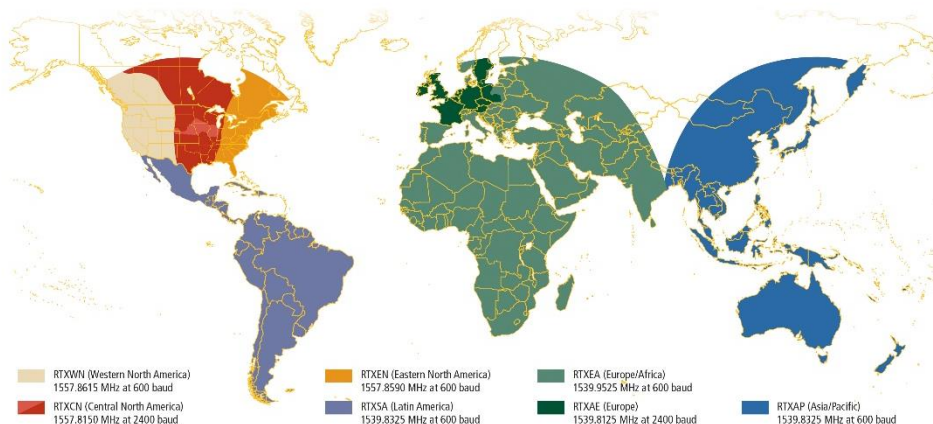 RTXWN (Western North America)
1557.8615 MHz at 600 baud
RTXEN (Eastern North America)
1557.8590 MHz at 600 baud
RTXEA (Europe/Africa)
1539.9525 MHz at 600 baud
RTXCN (Central North America)
1557.8150 MHz at 2400 baud
RTXSA (Latin America)
1539.8325 MHz at 600 baud
RTXAE (Europe)
1539.8125 MHz at 2400 baud
RTXAP (Asia/Pacific)
1539.8325 MHz at 600 baud